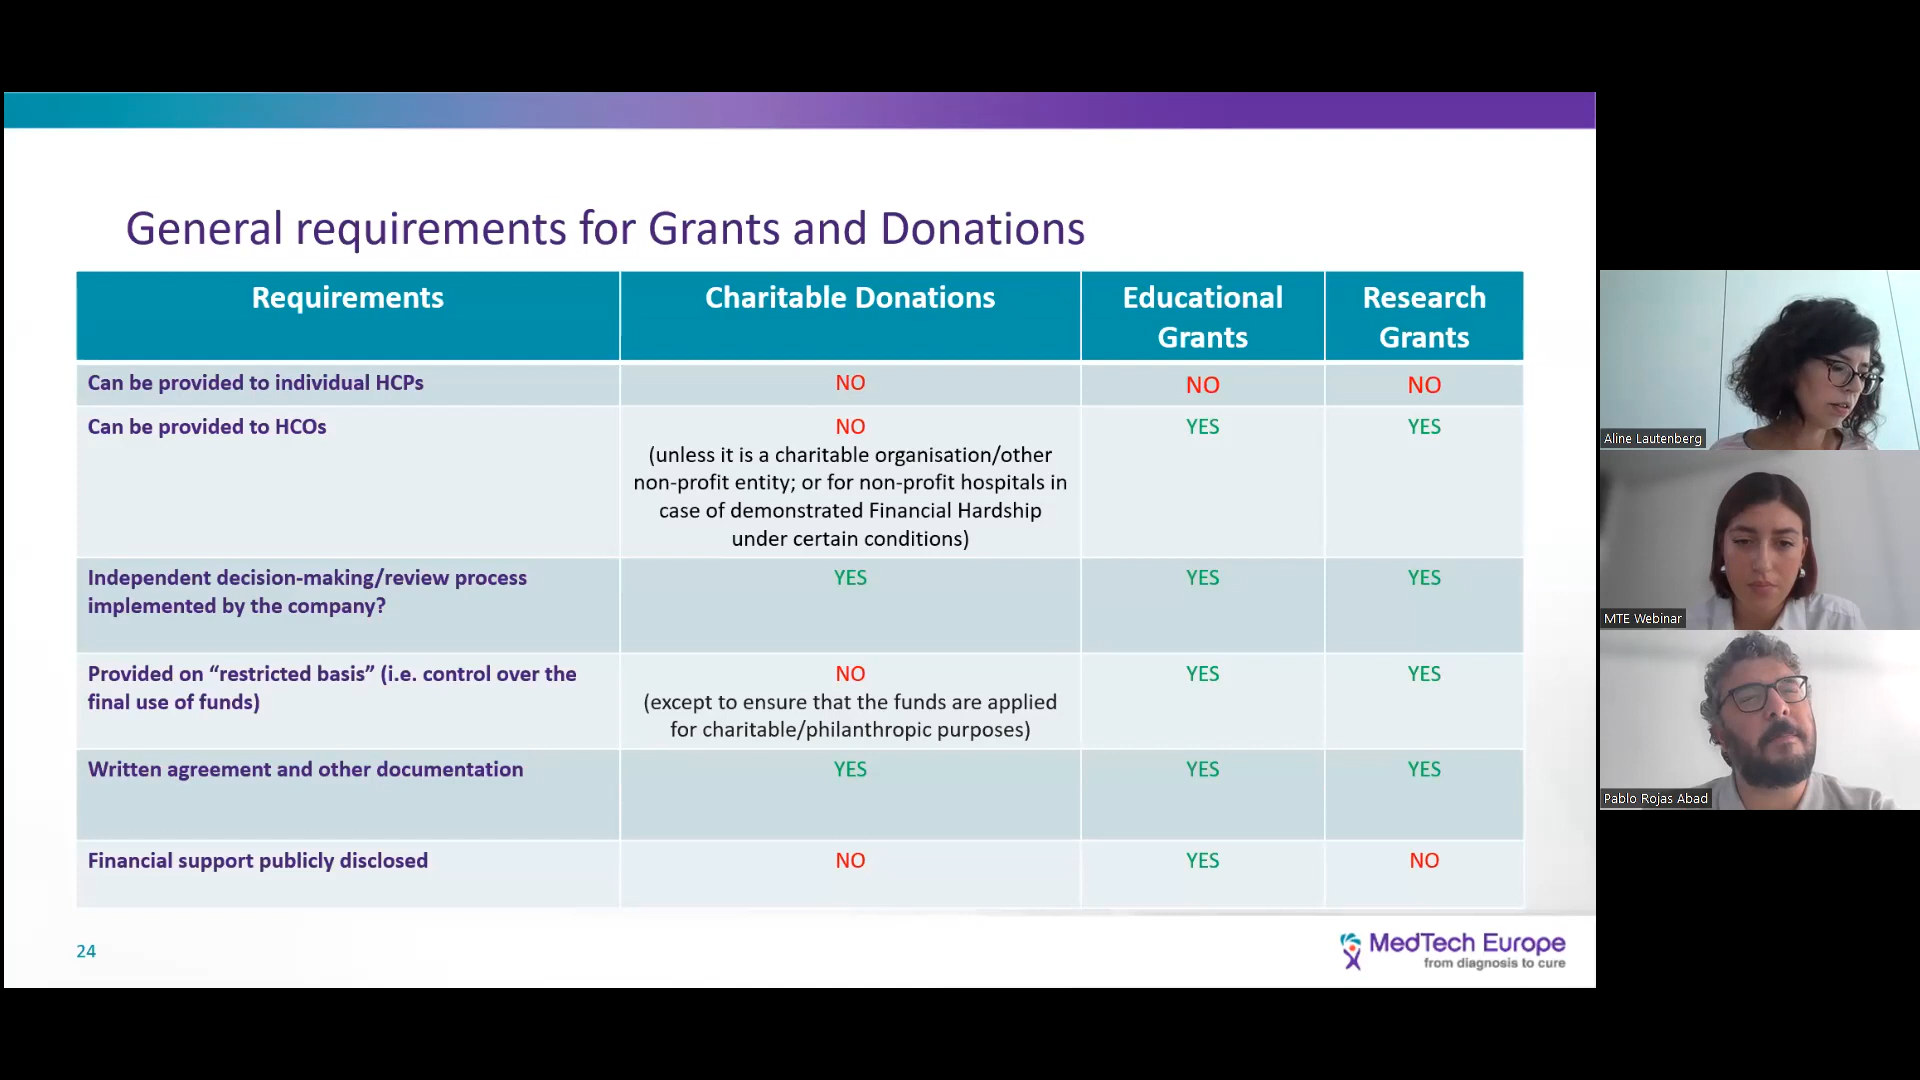 General requirements for Grants and Donations
Requirements
Charitable Donations
Educational
Grants
Research
Grants
Can be provided to individual HCPs
NO
NO
NO
Can be provided to HCOs
NO
(unless it is a charitable organisation/other
non-profit entity; or for non-profit hospitals in
case of demonstrated Financial Hardship
under certain conditions)
YES
YES
Independent decision-making/review process
implemented by the company?
YES
YES
YES
Provided on “restricted basis” (i.e. control over the
final use of funds)
NO
(except to ensure that the funds are applied
for charitable/philanthropic purposes)
YES
YES
Written agreement and other documentation
YES
YES
YES
Financial support publicly disclosed
NO
YES
NO
24
MedTech Europe
from diagnosis to cure
Aline Lautenberg
MTE Webinar
Pablo Rojas Abad